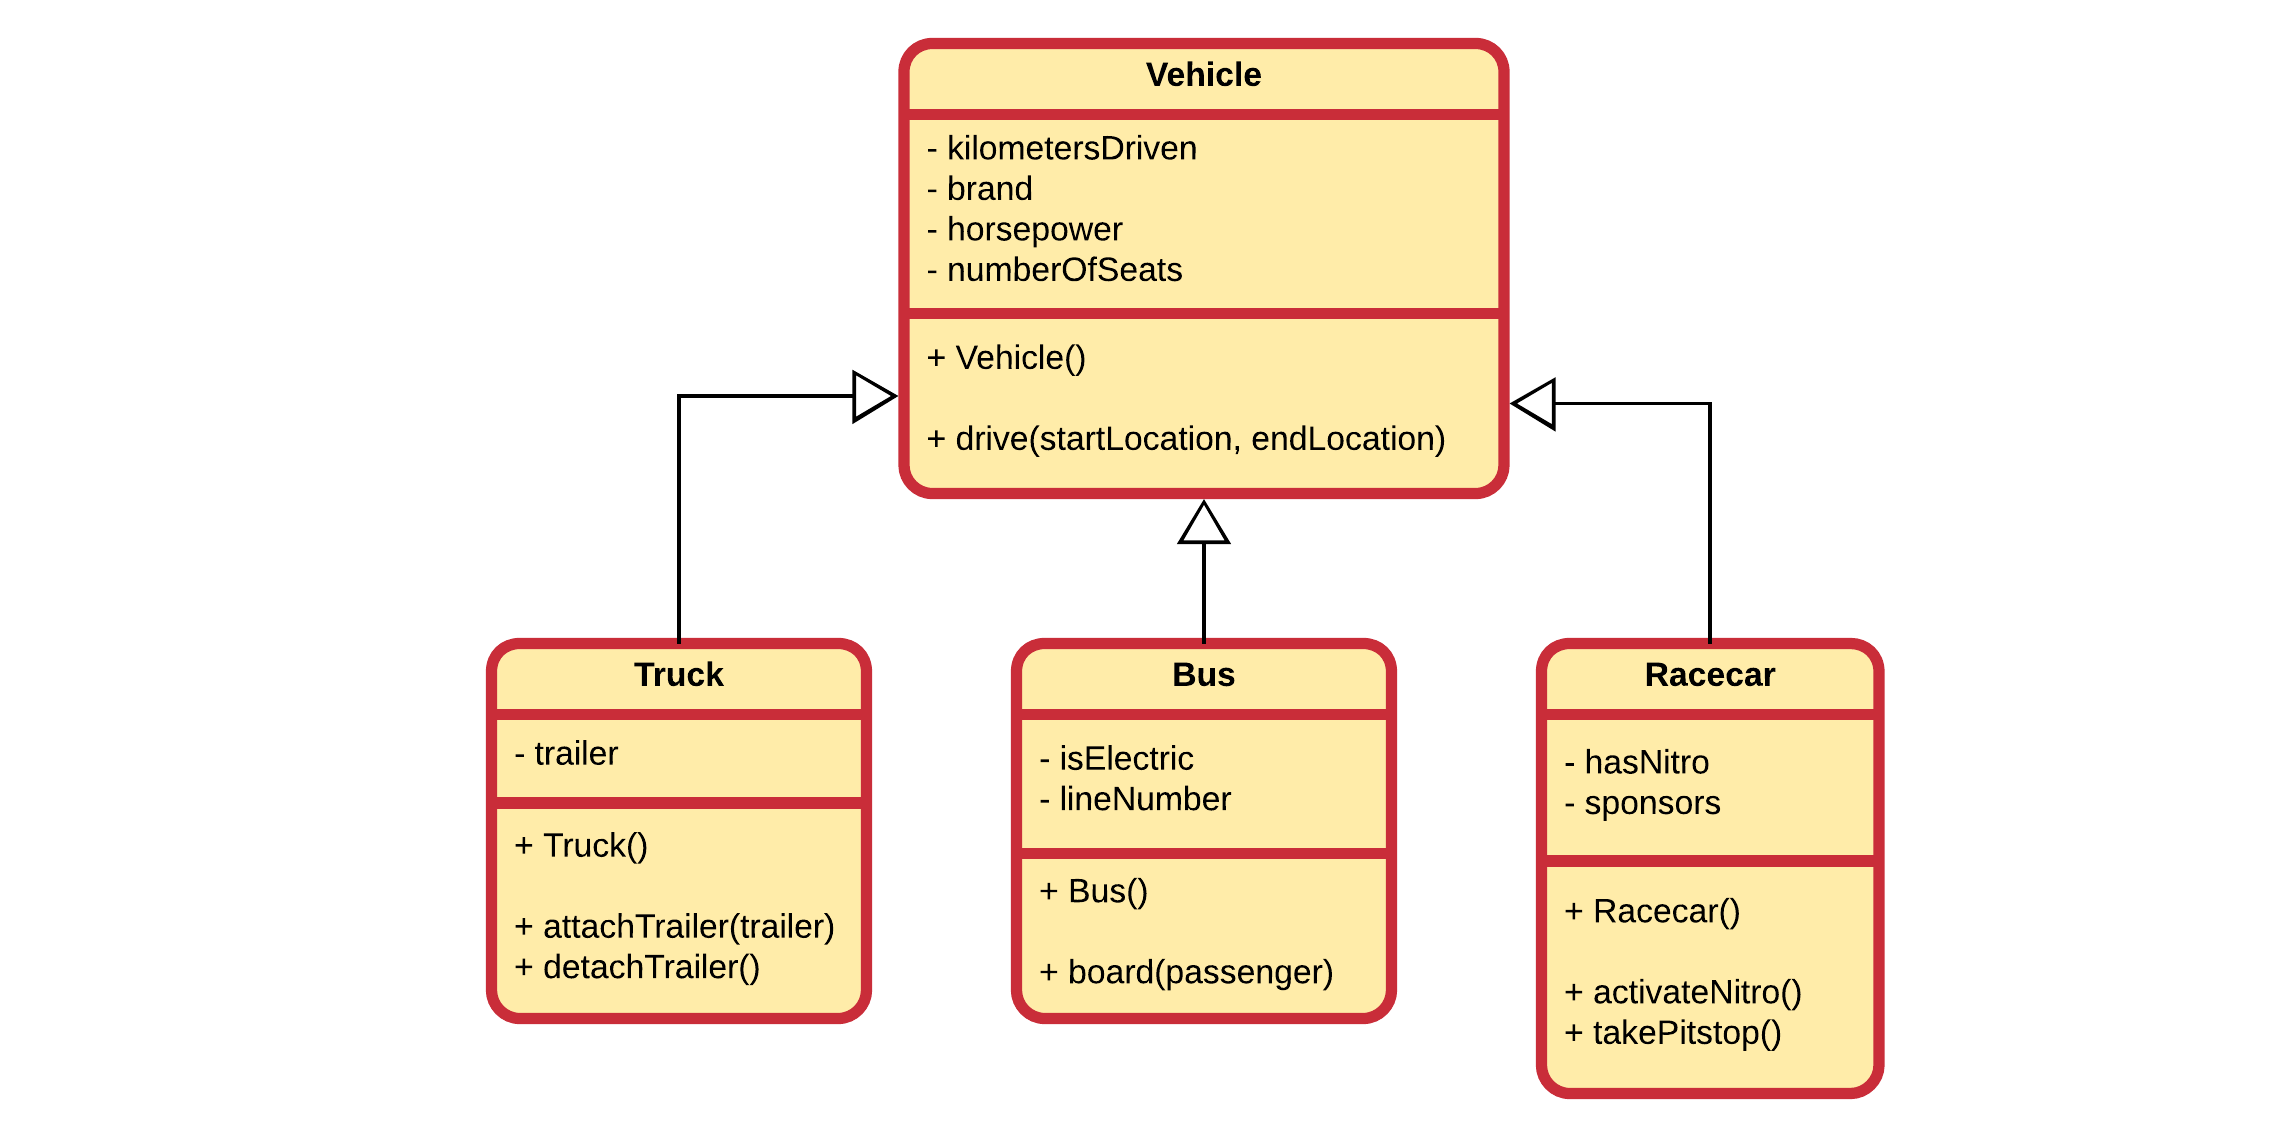 Vehicle
- kilometersDriven
- brand
- horsepower
- numberOfSeats
+ Vehicle()
+ drive(startLocation, endLocation)
Truck
- trailer
+ Truck()
+ attachTrailer(trailer)
+ detachTrailer()
Bus
- isElectric
- lineNumber
+ Bus()
+ board(passenger)
Racecar
- hasNitro
- sponsors
+ Racecar()
+ activateNitro()
+ takePitstop()